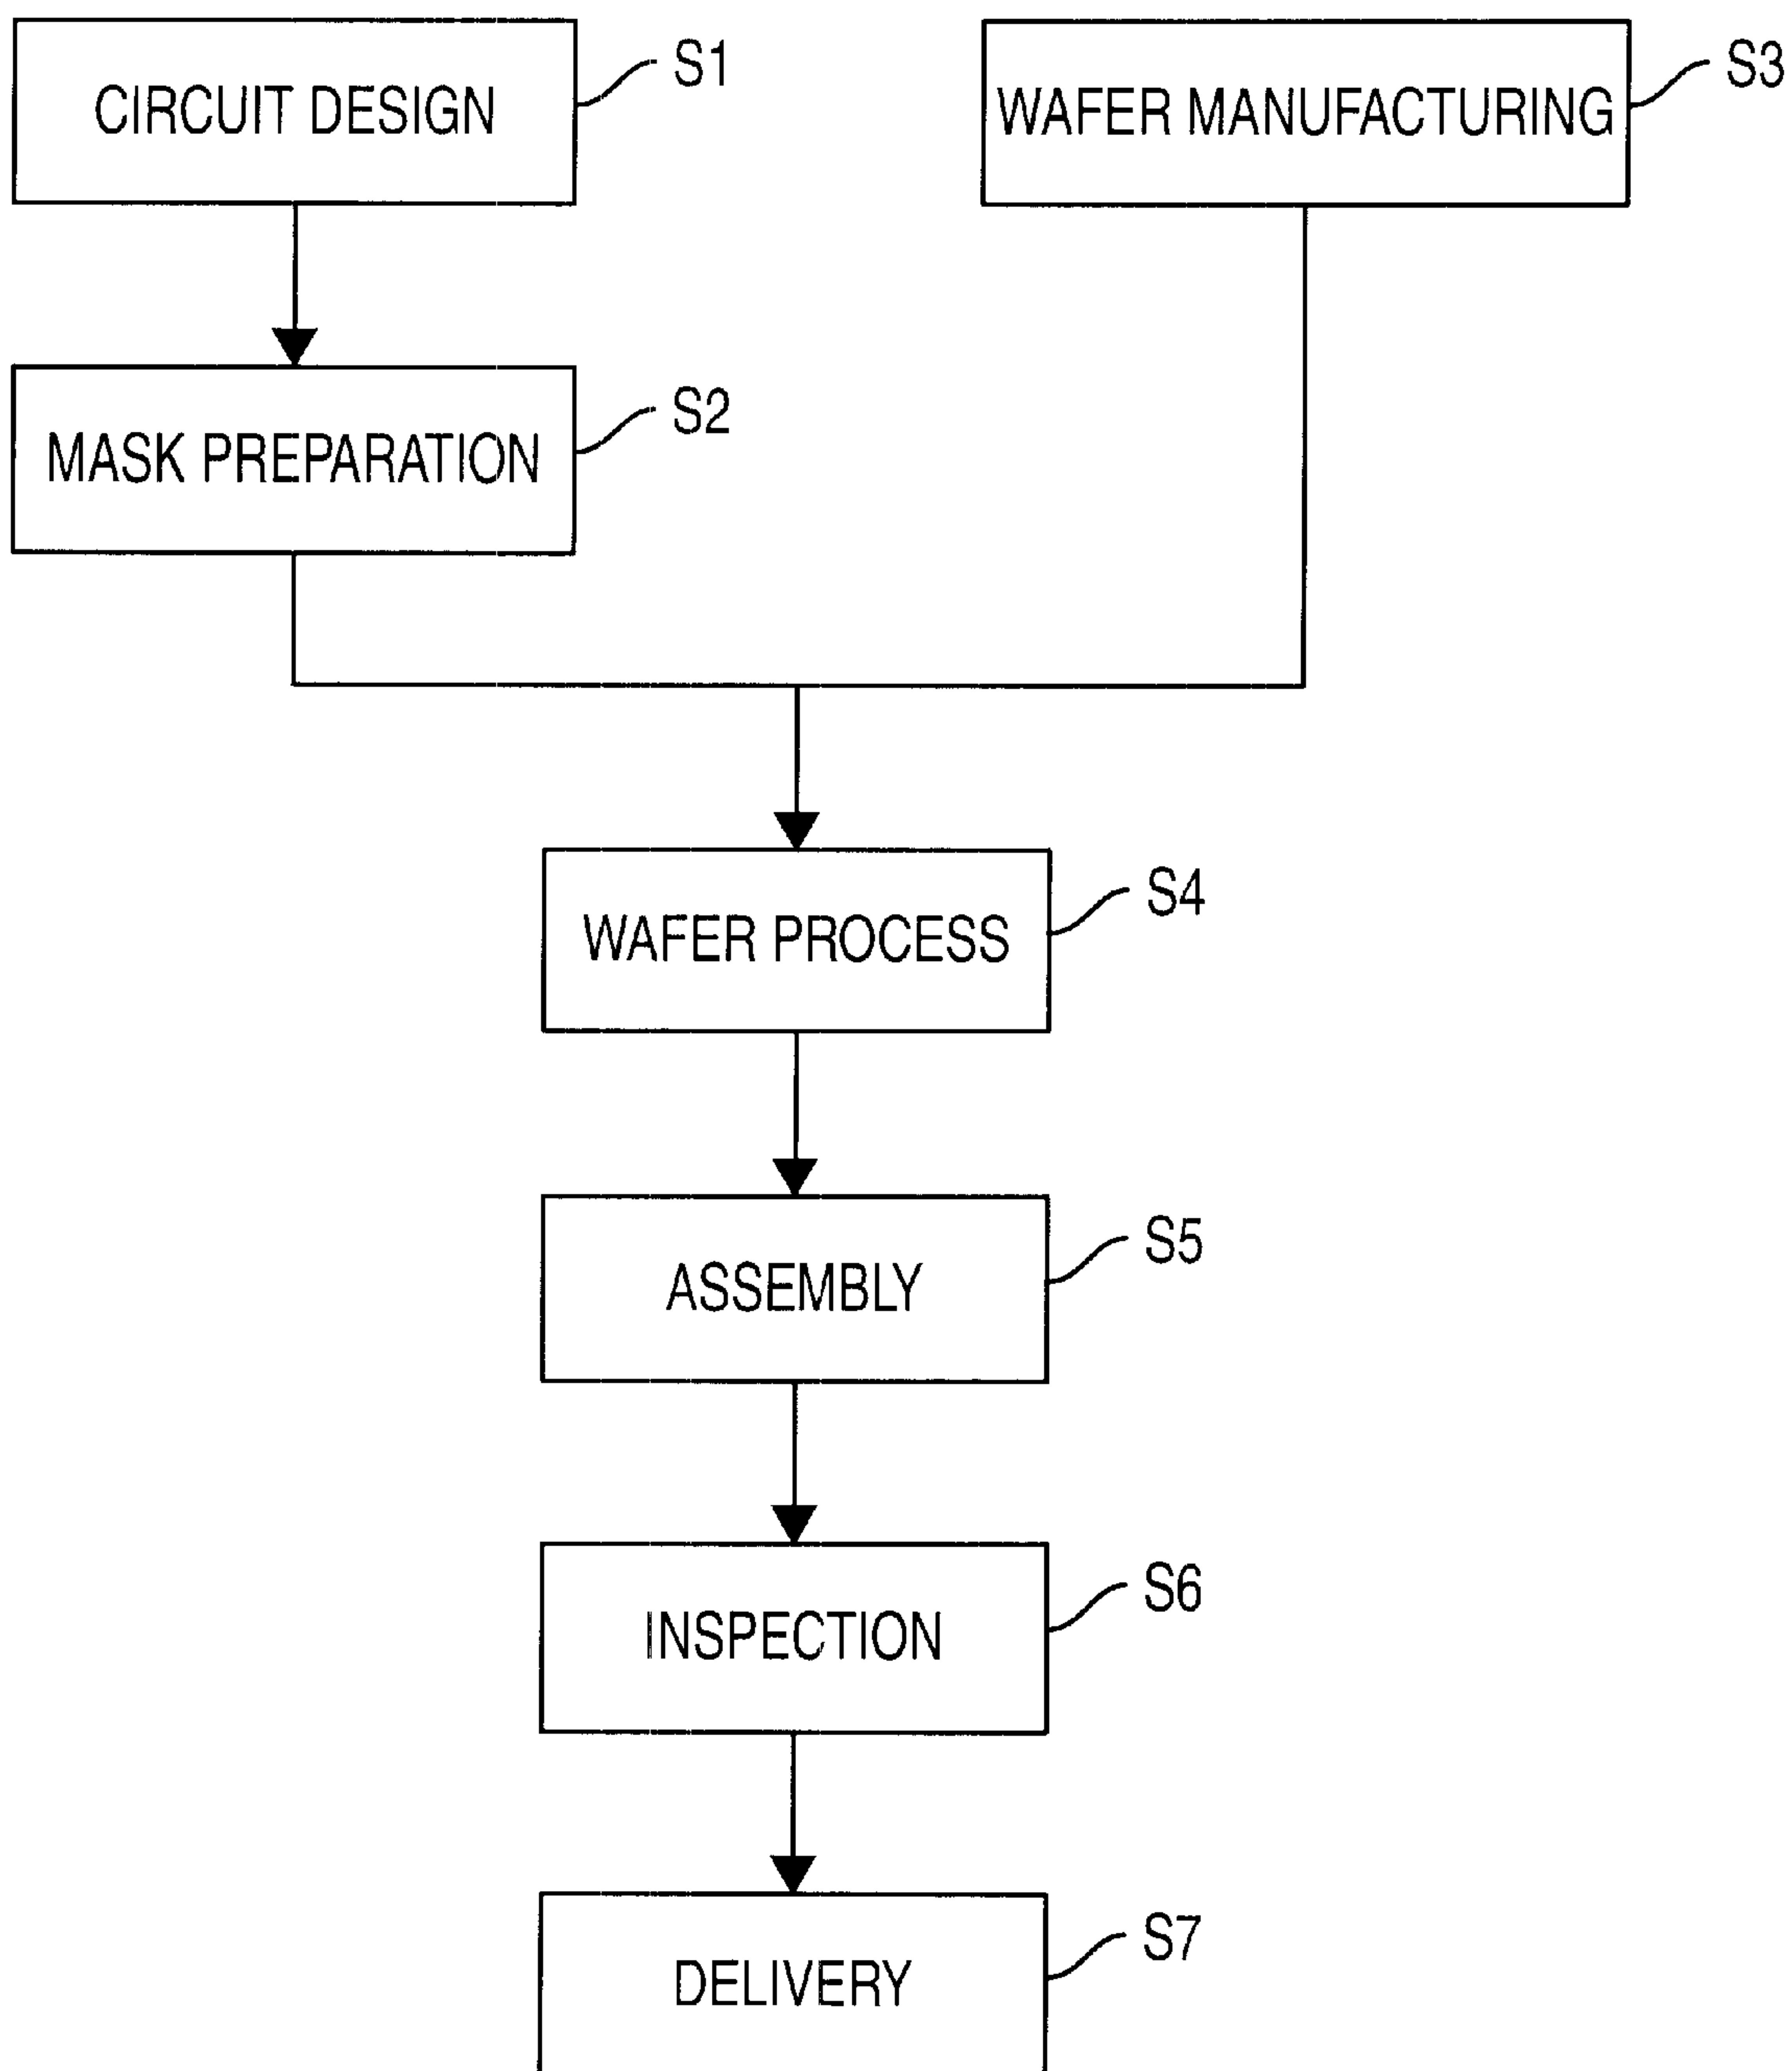 CIRCUIT DESIGN
S1
WAFER MANUFACTURING
S3
MASK PREPARATION
S2
WAFER PROCESS
S4
ASSEMBLY
S5
INSPECTION
S6
DELIVERY
S7